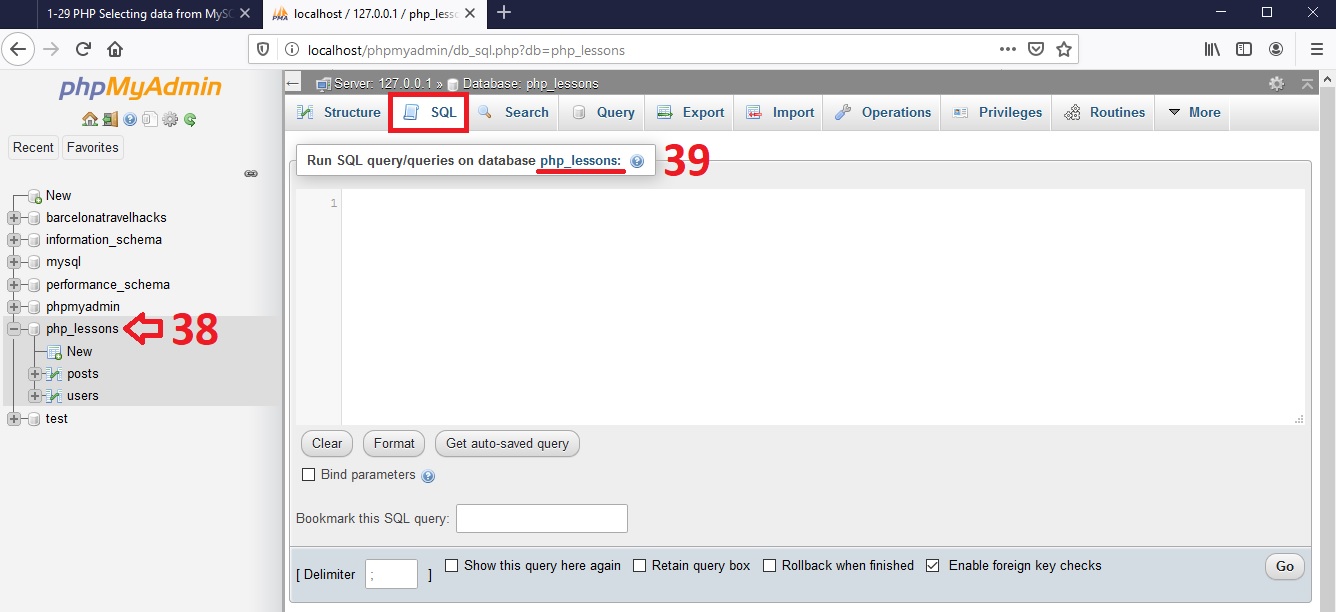 1-29 PHP Selecting data from MyS
localhost / 127.0.0.1 / php_less
localhost/phpmyadmin/db_sql.php?db=php_lessons
phpMyAdmin
Recent Favorites
New
barcelonatravelhacks
information_schema
mysql
performance_schema
phpmyadmin
php_lessons 38
New
posts
users
test
Server: 127.0.0.1 » Database: php_lessons
Structure SQL Search Query Export Import Operations Privileges Routines More
Run SQL query/queries on database php_lessons: 39
1
Clear Format Get auto-saved query
Bind parameters
Bookmark this SQL query:
[ Delimiter ; ] Show this query here again Retain query box Rollback when finished Enable foreign key checks Go